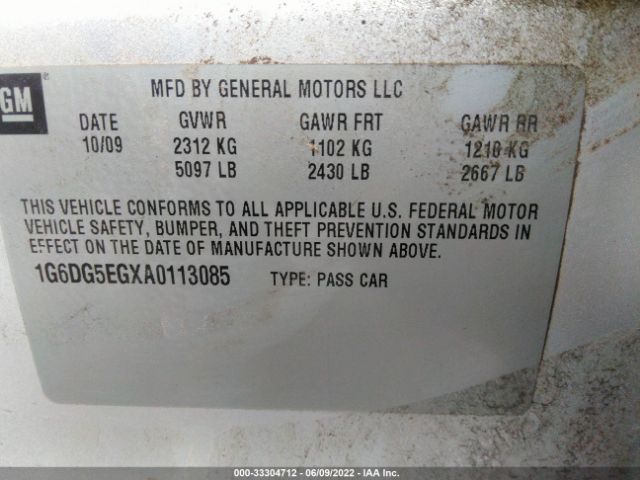 GM
MFD BY GENERAL MOTORS LLC
DATE GVWR GAWR FRT GAWR RR
10/09 2312 KG 1102 KG 1210 KG
5097 LB 2430 LB 2667 LB
THIS VEHICLE CONFORMS TO ALL APPLICABLE U.S. FEDERAL MOTOR
VEHICLE SAFETY, BUMPER, AND THEFT PREVENTION STANDARDS IN
EFFECT ON THE DATE OF MANUFACTURE SHOWN ABOVE.
1G6DG5EGXA0113085 TYPE: PASS CAR
000-33304712 - 06/09/2022 - IAA Inc.